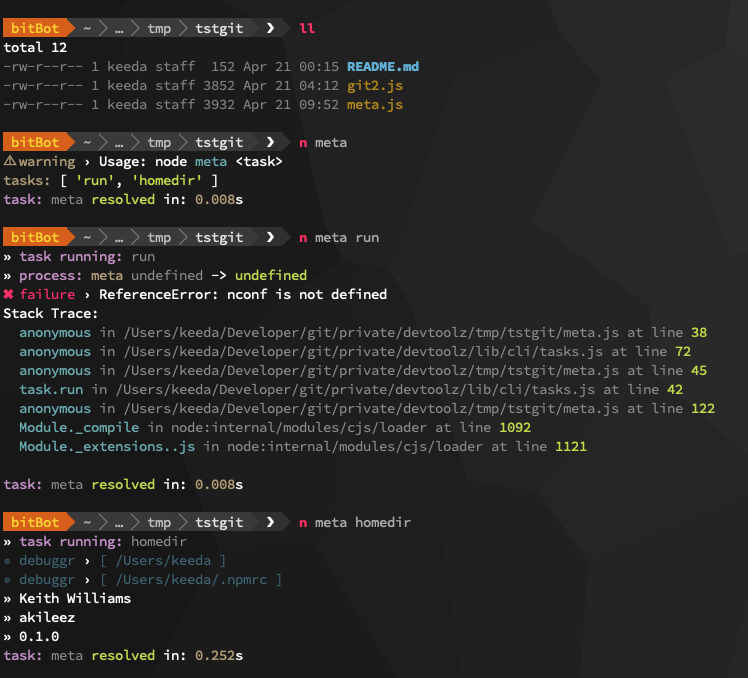 bitBot ~ … tmp tstgit ❯ ll
total 12
-rw-r--r-- 1 keeda staff  152 Apr 21 00:15 README.md
-rw-r--r-- 1 keeda staff 3852 Apr 21 04:12 git2.js
-rw-r--r-- 1 keeda staff 3932 Apr 21 09:52 meta.js
bitBot ~ … tmp tstgit ❯ n meta
⚠warning › Usage: node meta <task>
tasks: [ 'run', 'homedir' ]
task: meta resolved in: 0.008s
bitBot ~ … tmp tstgit ❯ n meta run
» task running: run
» process: meta undefined -> undefined
✖ failure › ReferenceError: nconf is not defined
Stack Trace:
  anonymous in /Users/keeda/Developer/git/private/devtoolz/tmp/tstgit/meta.js at line 38
  anonymous in /Users/keeda/Developer/git/private/devtoolz/lib/cli/tasks.js at line 72
  anonymous in /Users/keeda/Developer/git/private/devtoolz/tmp/tstgit/meta.js at line 45
  task.run in /Users/keeda/Developer/git/private/devtoolz/lib/cli/tasks.js at line 42
  anonymous in /Users/keeda/Developer/git/private/devtoolz/tmp/tstgit/meta.js at line 122
  Module._compile in node:internal/modules/cjs/loader at line 1092
  Module._extensions..js in node:internal/modules/cjs/loader at line 1121
task: meta resolved in: 0.008s
bitBot ~ … tmp tstgit ❯ n meta homedir
» task running: homedir
∙ debuggr › [ /Users/keeda ]
∙ debuggr › [ /Users/keeda/.npmrc ]
» Keith Williams
» akileez
» 0.1.0
task: meta resolved in: 0.252s